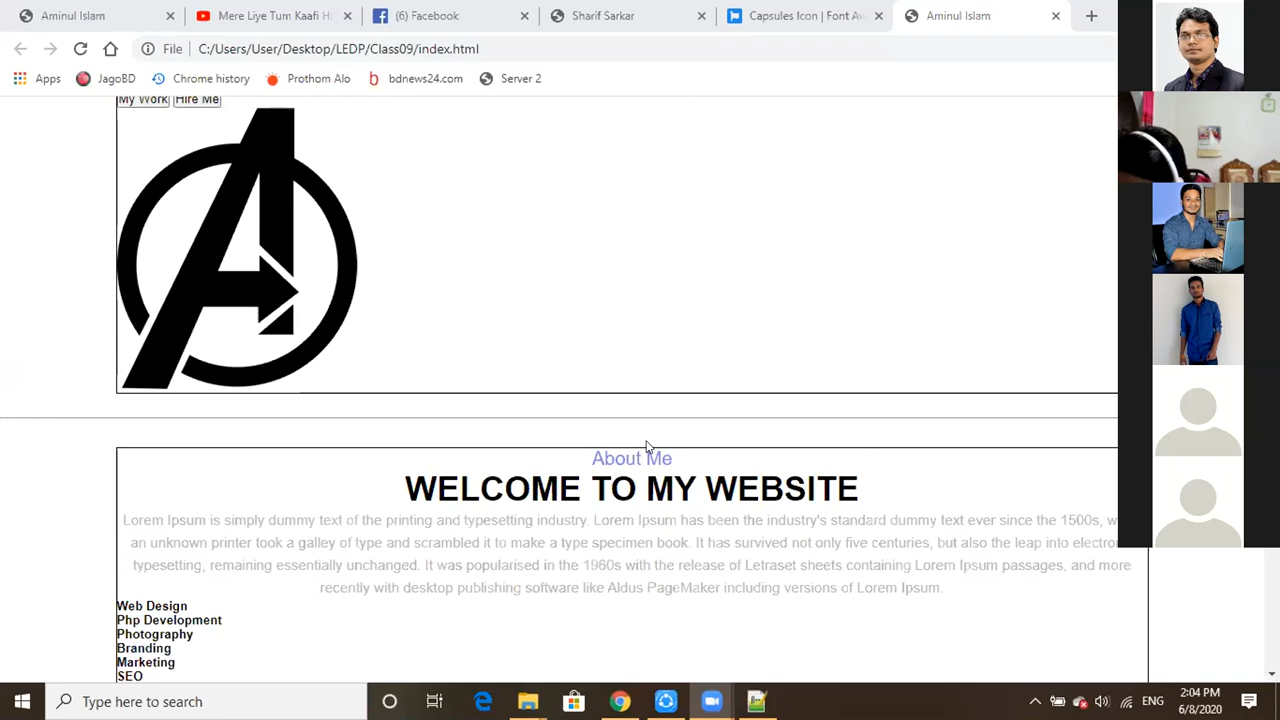 Aminul Islam
Mere Liye Tum Kaafi H
(6) Facebook
Sharif Sarkar
Capsules Icon | Font Aw
Aminul Islam
File
C:/Users/User/Desktop/LEDP/Class09/index.html
Apps
JagoBD
Chrome history
Prothom Alo
bdnews24.com
Server 2
My Work
Hire Me
About Me
WELCOME TO MY WEBSITE
Lorem Ipsum is simply dummy text of the printing and typesetting industry. Lorem Ipsum has been the industry's standard dummy text ever since the 1500s,
an unknown printer took a galley of type and scrambled it to make a type specimen book. It has survived not only five centuries, but also the leap into electro
typesetting, remaining essentially unchanged. It was popularised in the 1960s with the release of Letraset sheets containing Lorem Ipsum passages, and more
recently with desktop publishing software like Aldus PageMaker including versions of Lorem Ipsum.
Web Design
Php Development
Photography
Branding
Marketing
SEO
Type here to search
ENG
2:04 PM
6/8/2020